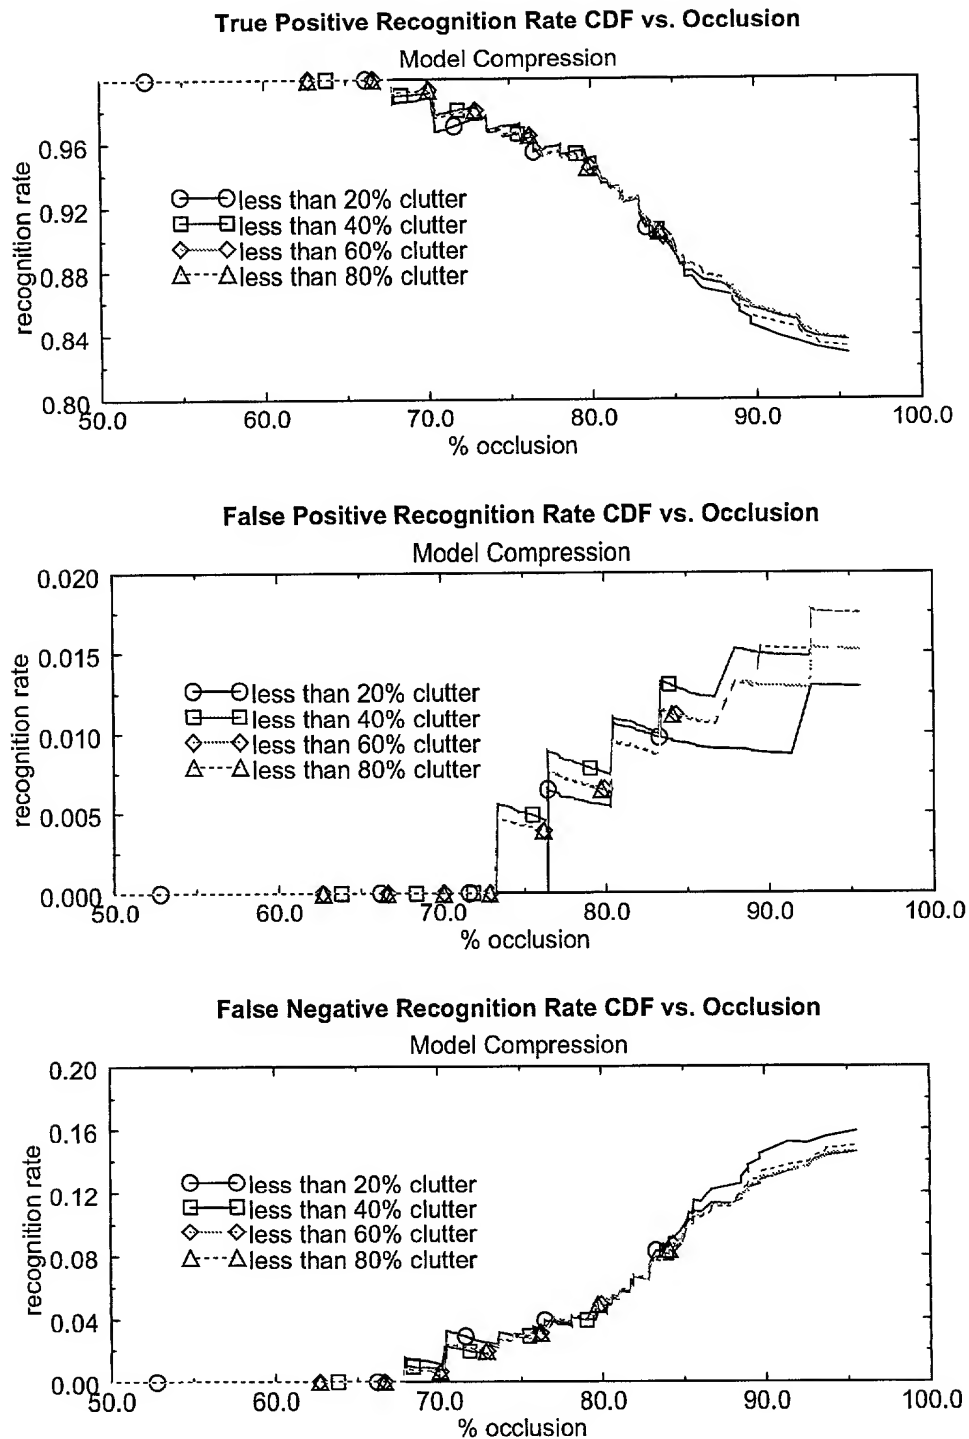 True Positive Recognition Rate CDF vs. Occlusion
Model Compression
0.96
0.92
0.88
0.84
0.80
recognition rate
less than 20% clutter
less than 40% clutter
less than 60% clutter
less than 80% clutter
50.0 60.0 70.0 80.0 90.0 100.0
% occlusion
False Positive Recognition Rate CDF vs. Occlusion
Model Compression
0.020
0.015
0.010
0.005
0.000
recognition rate
less than 20% clutter
less than 40% clutter
less than 60% clutter
less than 80% clutter
50.0 60.0 70.0 80.0 90.0 100.0
% occlusion
False Negative Recognition Rate CDF vs. Occlusion
Model Compression
0.20
0.16
0.12
0.08
0.04
0.00
recognition rate
less than 20% clutter
less than 40% clutter
less than 60% clutter
less than 80% clutter
50.0 60.0 70.0 80.0 90.0 100.0
% occlusion